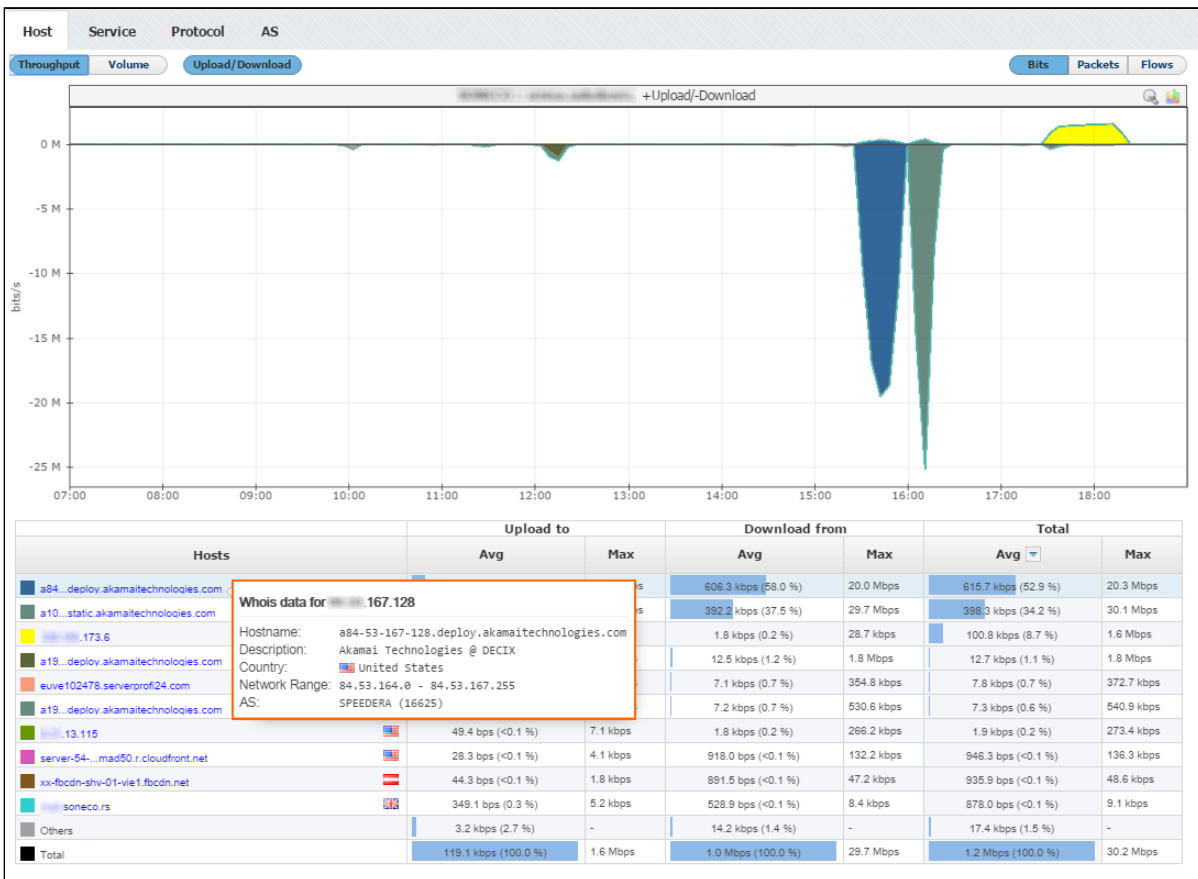 Host Service Protocol AS
Throughput Volume Upload/Download Bits Packets Flows
+Upload/-Download
0 M
-5 M
-10 M
-15 M
-20 M
-25 M
bits/s
07:00 08:00 09:00 10:00 11:00 12:00 13:00 14:00 15:00 16:00 17:00 18:00
Upload to Download from Total
Hosts Avg Max Avg Max Avg Max
a84...deploy.akamaitechnologies.com 606.3 kbps (58.0 %) 20.0 Mbps 615.7 kbps (52.9 %) 20.3 Mbps
a10...static.akamaitechnologies.com 392.2 kbps (37.5 %) 29.7 Mbps 398.3 kbps (34.2 %) 30.1 Mbps
.173.6 1.8 kbps (0.2 %) 28.7 kbps 100.8 kbps (8.7 %) 1.6 Mbps
a19...deploy.akamaitechnologies.com 12.5 kbps (1.2 %) 1.8 Mbps 12.7 kbps (1.1 %) 1.8 Mbps
euve102478.serverprofi24.com 7.1 kbps (0.7 %) 354.8 kbps 7.8 kbps (0.7 %) 372.7 kbps
a19...deploy.akamaitechnologies.com 7.2 kbps (0.7 %) 530.6 kbps 7.3 kbps (0.6 %) 540.9 kbps
Whois data for .167.128
Hostname: a84-53-167-128.deploy.akamaitechnologies.com
Description: Akamai Technologies @ DECIX
Country: United States
Network Range: 84.53.164.0 - 84.53.167.255
AS: SPEEDERA (16625)
.13.115 49.4 bps (<0.1 %) 7.1 kbps 1.8 kbps (0.2 %) 266.2 kbps 1.9 kbps (0.2 %) 273.4 kbps
server-54-...mad50.r.cloudfront.net 28.3 bps (<0.1 %) 4.1 kbps 918.0 bps (<0.1 %) 132.2 kbps 946.3 bps (<0.1 %) 136.3 kbps
xx-fbcdn-shv-01-vie1.fbcdn.net 44.3 bps (<0.1 %) 1.8 kbps 891.5 bps (<0.1 %) 47.2 kbps 935.9 bps (<0.1 %) 48.6 kbps
soneco.rs 349.1 bps (0.3 %) 5.2 kbps 528.9 bps (<0.1 %) 8.4 kbps 878.0 bps (<0.1 %) 9.1 kbps
Others 3.2 kbps (2.7 %) - 14.2 kbps (1.4 %) - 17.4 kbps (1.5 %) -
Total 119.1 kbps (100.0 %) 1.6 Mbps 1.0 Mbps (100.0 %) 29.7 Mbps 1.2 Mbps (100.0 %) 30.2 Mbps